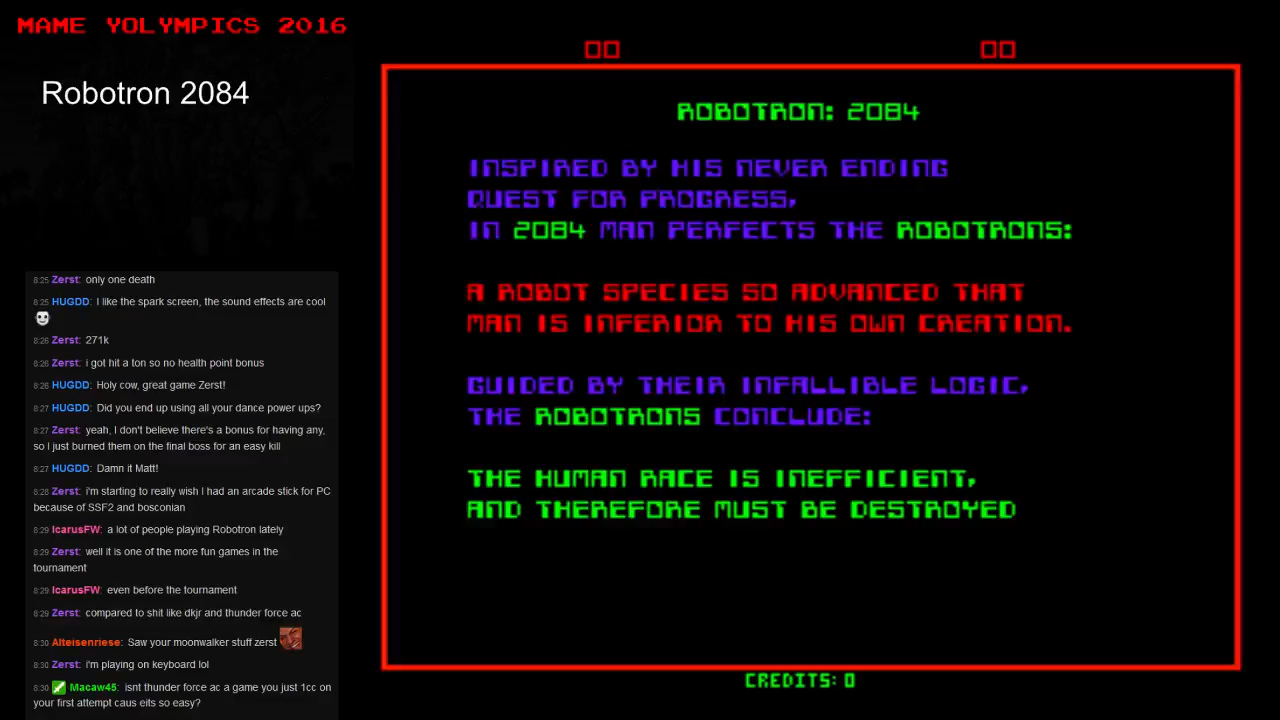 MAME YOLYMPICS 2016
Robotron 2084
8:25 Zerst: only one death
8:25 HUGDD: I like the spark screen, the sound effects are cool
8:26 Zerst: 271k
8:26 Zerst: i got hit a ton so no health point bonus
8:26 HUGDD: Holy cow, great game Zerst!
8:27 HUGDD: Did you end up using all your dance power ups?
8:27 Zerst: yeah, I don't believe there's a bonus for having any,
so I just burned them on the final boss for an easy kill
8:27 HUGDD: Damn it Matt!
8:28 Zerst: i'm starting to really wish I had an arcade stick for PC
because of SSF2 and bosconian
8:29 IcarusFW: a lot of people playing Robotron lately
8:29 Zerst: well it is one of the more fun games in the
tournament
8:29 IcarusFW: even before the tournament
8:29 Zerst: compared to shit like dkjr and thunder force ac
8:30 Alteisenriese: Saw your moonwalker stuff zerst
8:30 Zerst: i'm playing on keyboard lol
8:30 Macaw45: isnt thunder force ac a game you just 1cc on
your first attempt caus eits so easy?
00 00
ROBOTRON: 2084
INSPIRED BY HIS NEVER ENDING
QUEST FOR PROGRESS,
IN 2084 MAN PERFECTS THE ROBOTRONS:
A ROBOT SPECIES SO ADVANCED THAT
MAN IS INFERIOR TO HIS OWN CREATION.
GUIDED BY THEIR INFALLIBLE LOGIC,
THE ROBOTRONS CONCLUDE:
THE HUMAN RACE IS INEFFICIENT,
AND THEREFORE MUST BE DESTROYED
CREDITS: 0